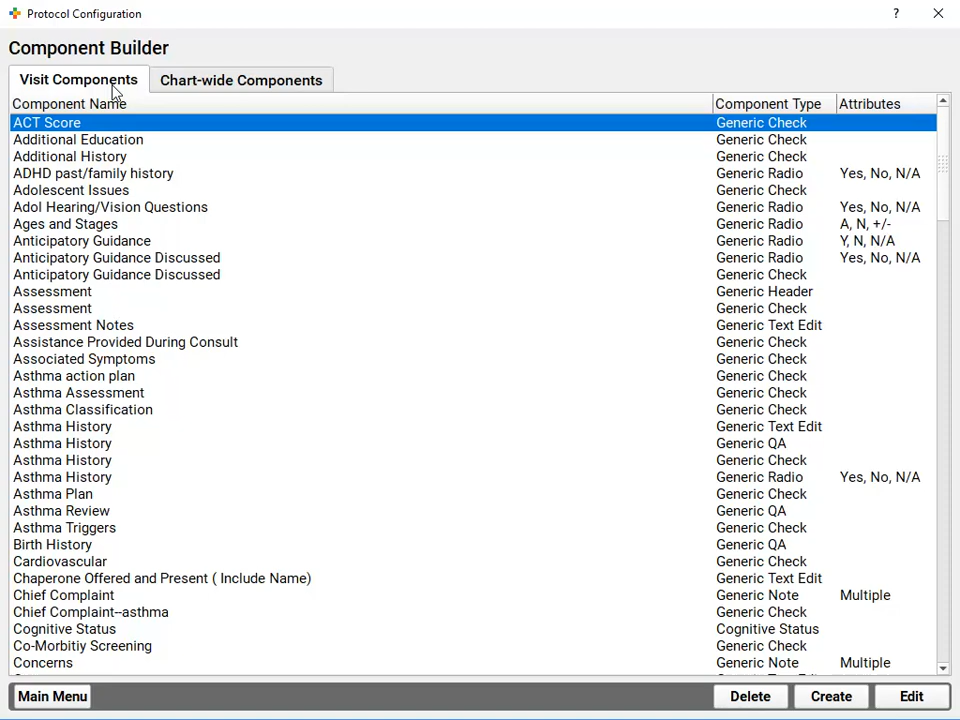 Protocol Configuration ?
Component Builder
Visit Components Chart-wide Components
Component Name Component Type Attributes
ACT Score Generic Check
Additional Education Generic Check
Additional History Generic Check
ADHD past/family history Generic Radio Yes, No, N/A
Adolescent Issues Generic Check
Adol Hearing/Vision Questions Generic Radio Yes, No, N/A
Ages and Stages Generic Radio A, N, +/-
Anticipatory Guidance Generic Radio Y, N, N/A
Anticipatory Guidance Discussed Generic Radio Yes, No, N/A
Anticipatory Guidance Discussed Generic Check
Assessment Generic Header
Assessment Generic Check
Assessment Notes Generic Text Edit
Assistance Provided During Consult Generic Check
Associated Symptoms Generic Check
Asthma action plan Generic Check
Asthma Assessment Generic Check
Asthma Classification Generic Check
Asthma History Generic Text Edit
Asthma History Generic QA
Asthma History Generic Check
Asthma History Generic Radio Yes, No, N/A
Asthma Plan Generic Check
Asthma Review Generic QA
Asthma Triggers Generic Check
Birth History Generic QA
Cardiovascular Generic Check
Chaperone Offered and Present ( Include Name) Generic Text Edit
Chief Complaint Generic Note Multiple
Chief Complaint--asthma Generic Check
Cognitive Status Cognitive Status
Co-Morbitiy Screening Generic Check
Concerns Generic Note Multiple
Main Menu Delete Create Edit